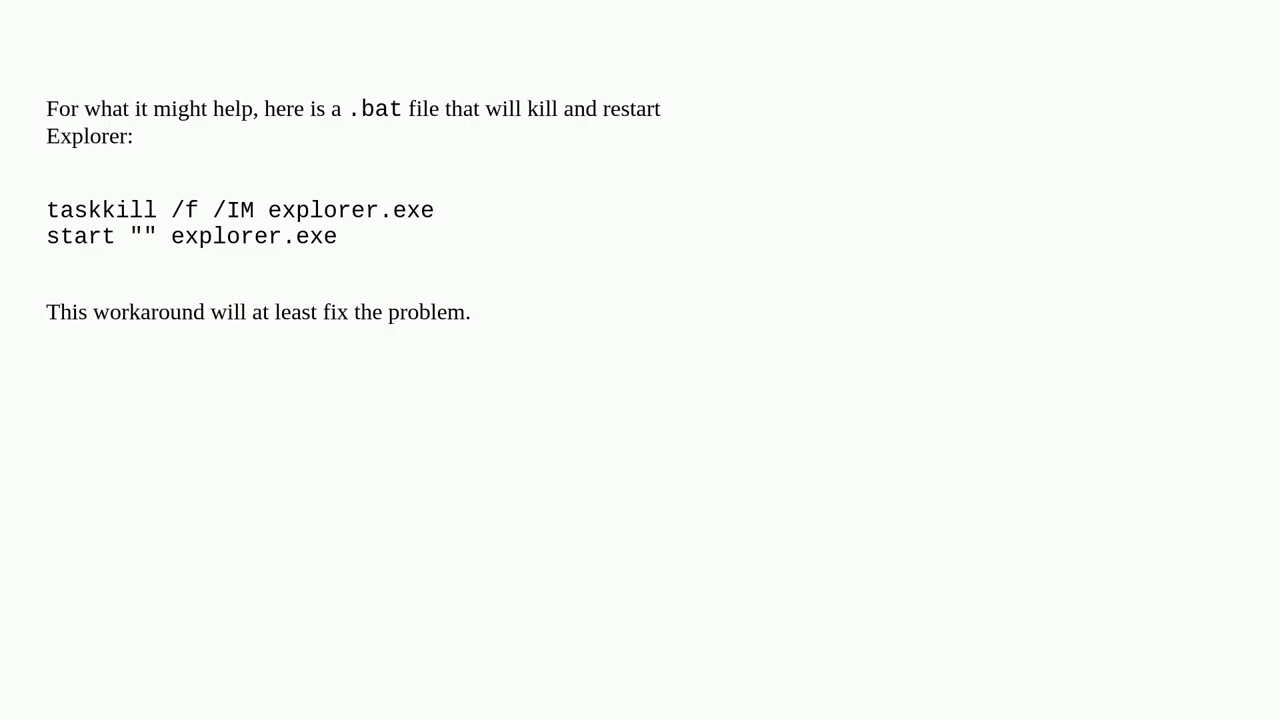 For what it might help, here is a .bat file that will kill and restart
Explorer:
taskkill /f /IM explorer.exe
start "" explorer.exe
This workaround will at least fix the problem.